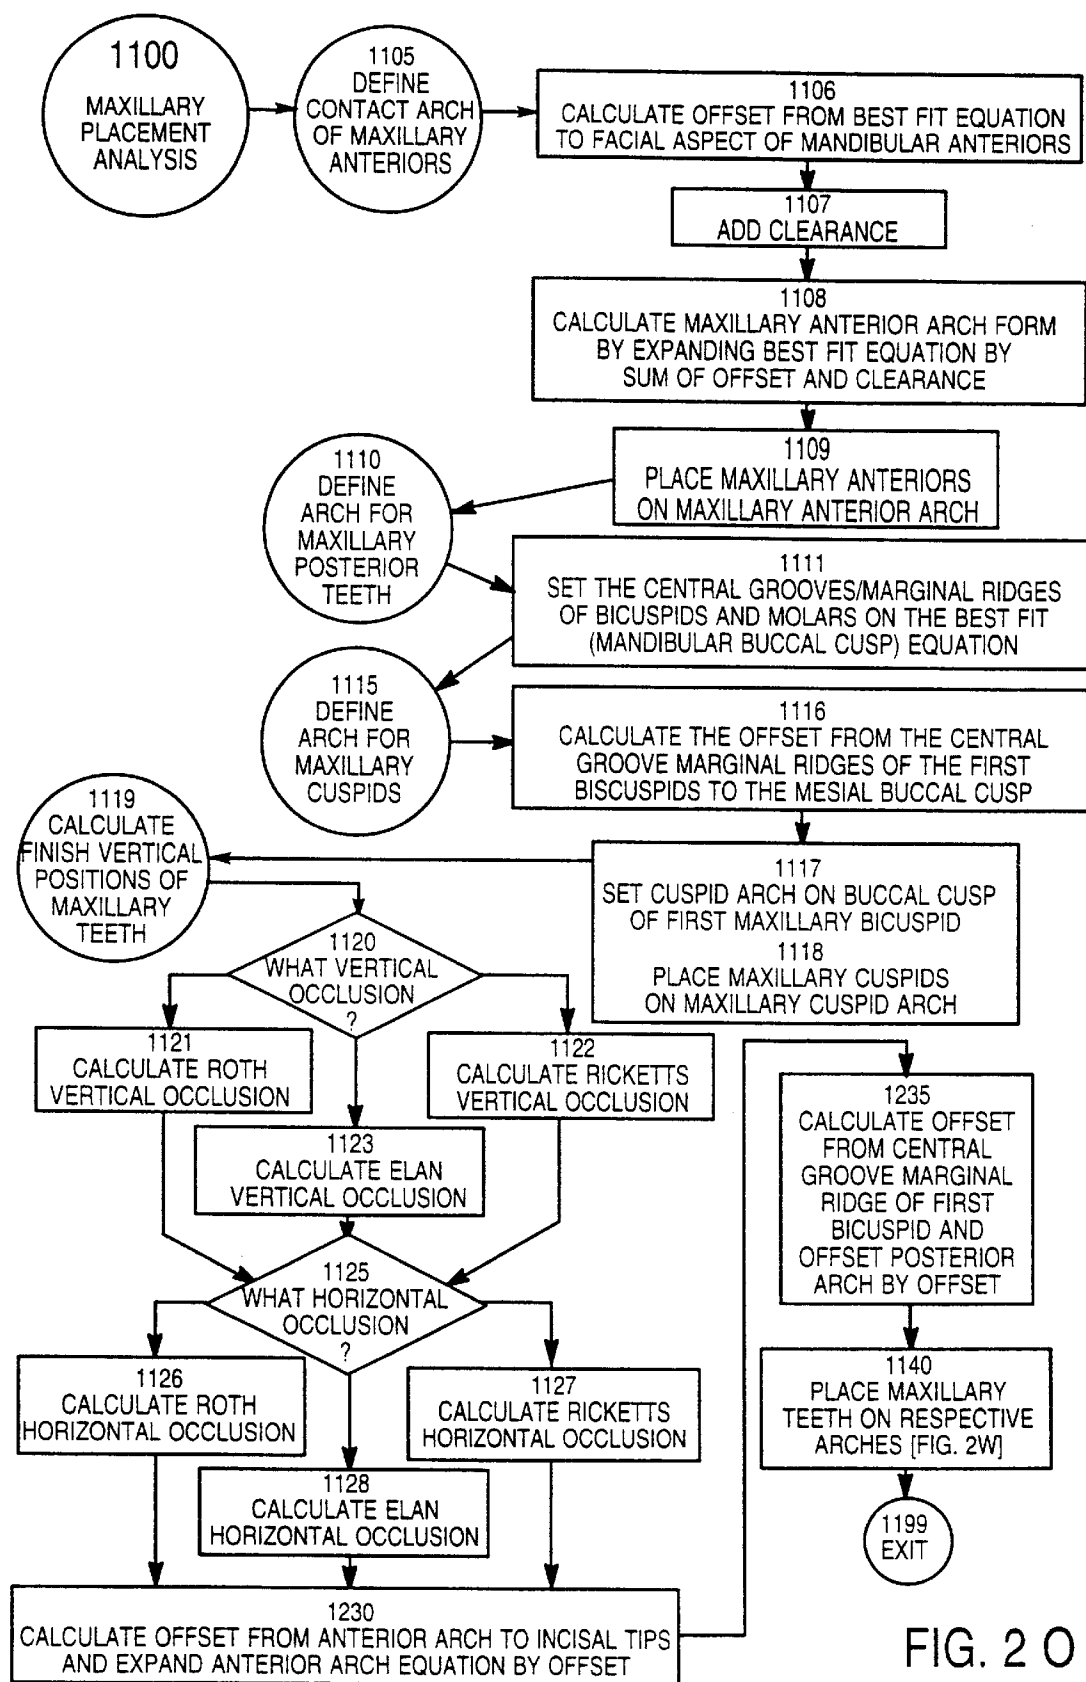 1100
MAXILLARY
PLACEMENT
ANALYSIS
1105
DEFINE
CONTACT ARCH
OF MAXILLARY
ANTERIORS
1106
CALCULATE OFFSET FROM BEST FIT EQUATION
TO FACIAL ASPECT OF MANDIBULAR ANTERIORS
1107
ADD CLEARANCE
1108
CALCULATE MAXILLARY ANTERIOR ARCH FORM
BY EXPANDING BEST FIT EQUATION BY
SUM OF OFFSET AND CLEARANCE
1109
PLACE MAXILLARY ANTERIORS
ON MAXILLARY ANTERIOR ARCH
1110
DEFINE
ARCH FOR
MAXILLARY
POSTERIOR
TEETH
1111
SET THE CENTRAL GROOVES/MARGINAL RIDGES
OF BICUSPIDS AND MOLARS ON THE BEST FIT
(MANDIBULAR BUCCAL CUSP) EQUATION
1115
DEFINE
ARCH FOR
MAXILLARY
CUSPIDS
1116
CALCULATE THE OFFSET FROM THE CENTRAL
GROOVE MARGINAL RIDGES OF THE FIRST
BISCUSPIDS TO THE MESIAL BUCCAL CUSP
1117
SET CUSPID ARCH ON BUCCAL CUSP
OF FIRST MAXILLARY BICUSPID
1118
PLACE MAXILLARY CUSPIDS
ON MAXILLARY CUSPID ARCH
1119
CALCULATE
FINISH VERTICAL
POSITIONS OF
MAXILLARY
TEETH
1120
WHAT VERTICAL
OCCLUSION
?
1121
CALCULATE ROTH
VERTICAL OCCLUSION
1122
CALCULATE RICKETTS
VERTICAL OCCLUSION
1123
CALCULATE ELAN
VERTICAL OCCLUSION
1125
WHAT HORIZONTAL
OCCLUSION
?
1126
CALCULATE ROTH
HORIZONTAL OCCLUSION
1127
CALCULATE RICKETTS
HORIZONTAL OCCLUSION
1128
CALCULATE ELAN
HORIZONTAL OCCLUSION
1230
CALCULATE OFFSET FROM ANTERIOR ARCH TO INCISAL TIPS
AND EXPAND ANTERIOR ARCH EQUATION BY OFFSET
1235
CALCULATE OFFSET
FROM CENTRAL
GROOVE MARGINAL
RIDGE OF FIRST
BICUSPID AND
OFFSET POSTERIOR
ARCH BY OFFSET
1140
PLACE MAXILLARY
TEETH ON RESPECTIVE
ARCHES [FIG. 2W]
1199
EXIT
FIG. 2 O